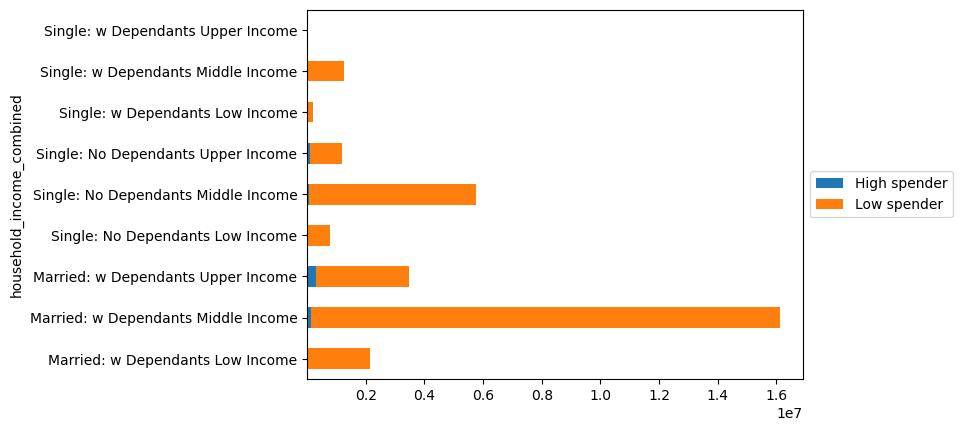 Single: w Dependants Upper Income
Single: w Dependants Middle Income
Single: w Dependants Low Income
Single: No Dependants Upper Income
Single: No Dependants Middle Income
Single: No Dependants Low Income
Married: w Dependants Upper Income
Married: w Dependants Middle Income
Married: w Dependants Low Income
household_income_combined
0.2 0.4 0.6 0.8 1.0 1.2 1.4 1.6
1e7
High spender
Low spender